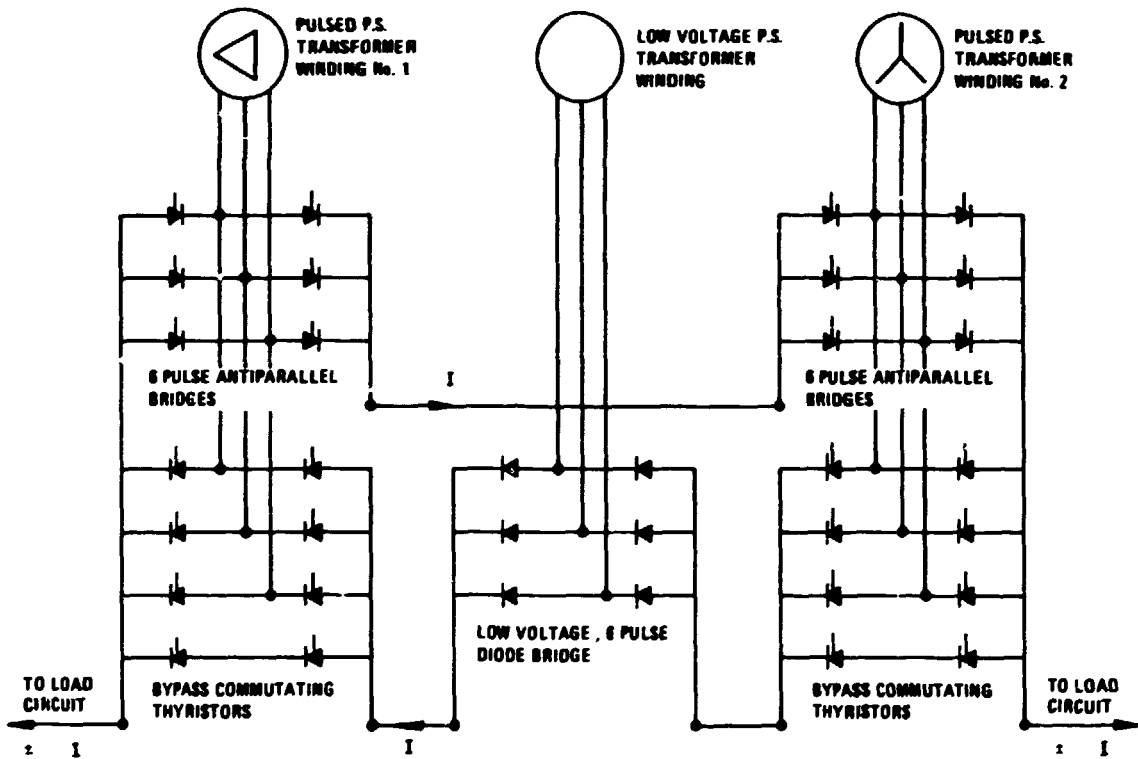 PULSED P.S.
TRANSFORMER
WINDING No. 1
LOW VOLTAGE P.S.
TRANSFORMER
WINDING
PULSED P.S.
TRANSFORMER
WINDING No. 2
6 PULSE ANTIPARALLEL
BRIDGES
I
6 PULSE ANTIPARALLEL
BRIDGES
LOW VOLTAGE, 6 PULSE
DIODE BRIDGE
TO LOAD
CIRCUIT
± I
BYPASS COMMUTATING
THYRISTORS
I
BYPASS COMMUTATING
THYRISTORS
TO LOAD
CIRCUIT
± I